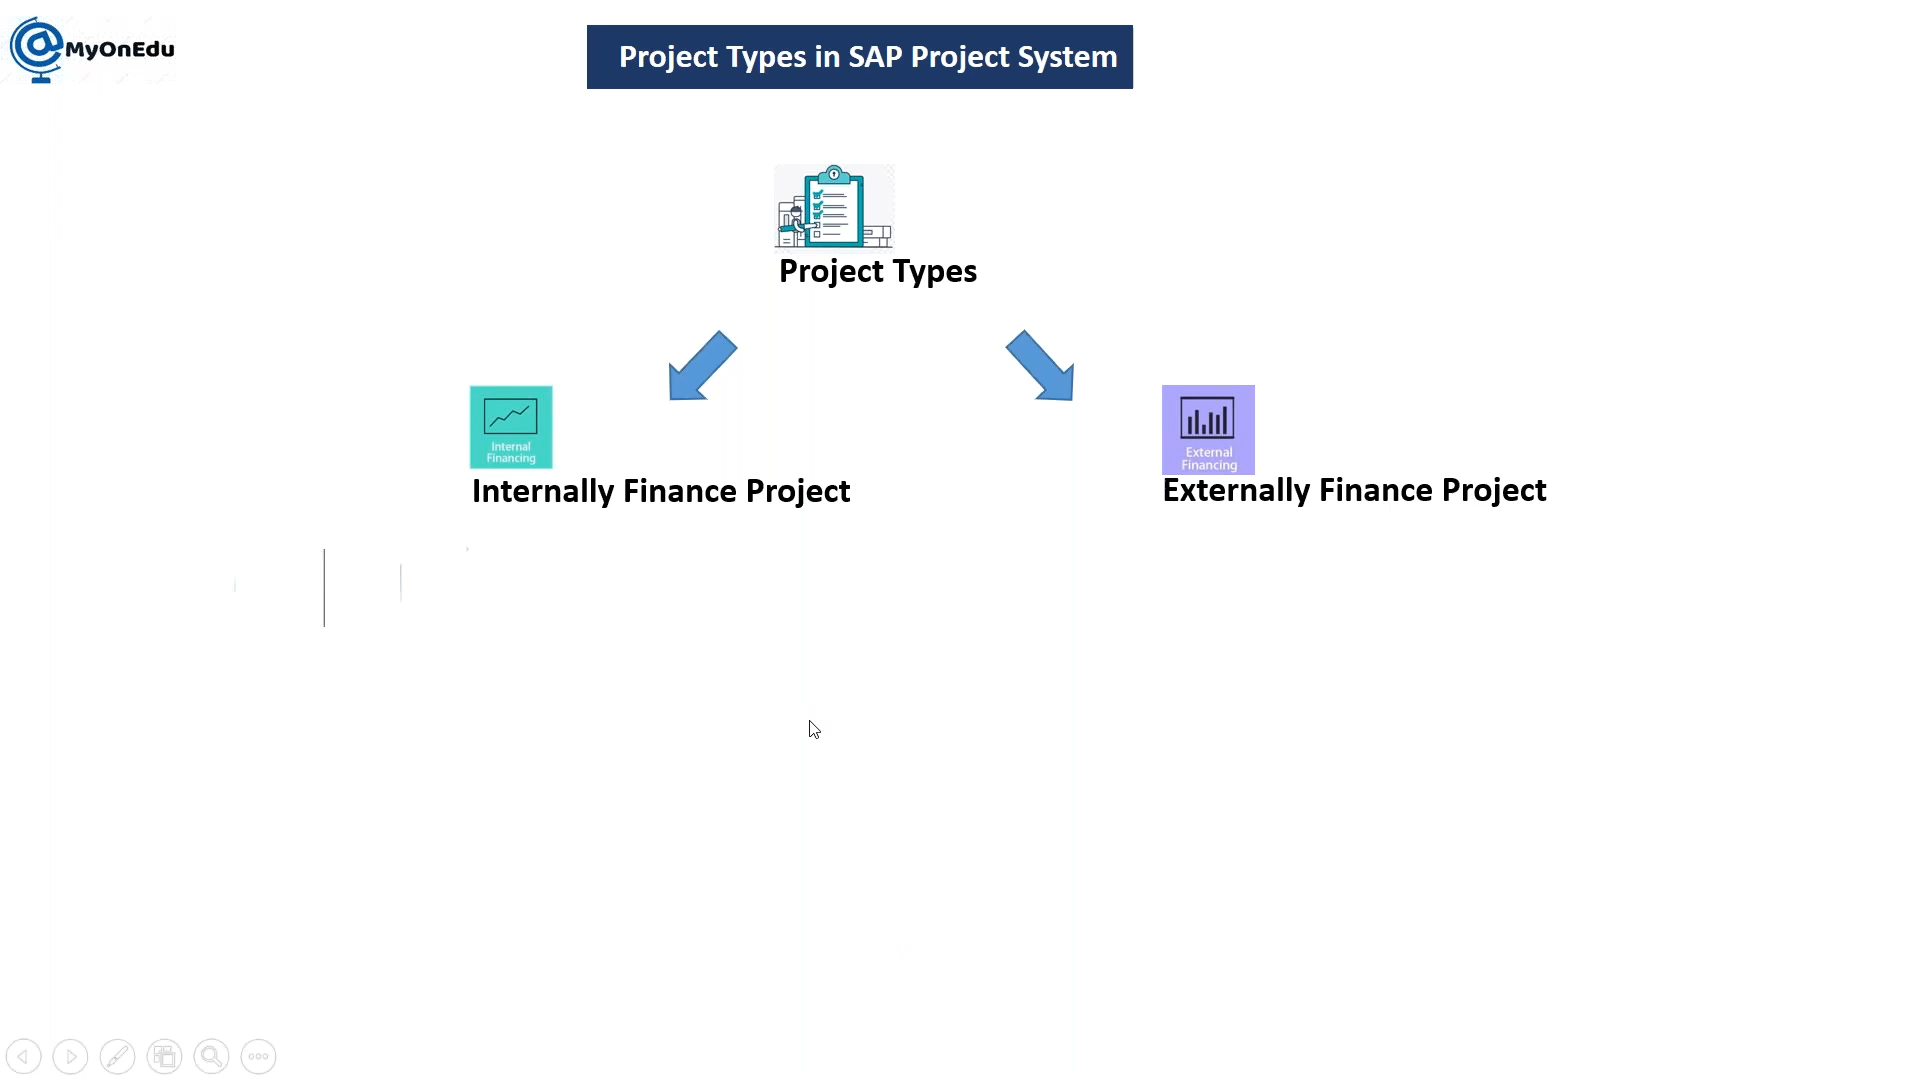 MyOnEdu
Project Types in SAP Project System
Project Types
Internal
Financing
Internally Finance Project
External
Financing
Externally Finance Project